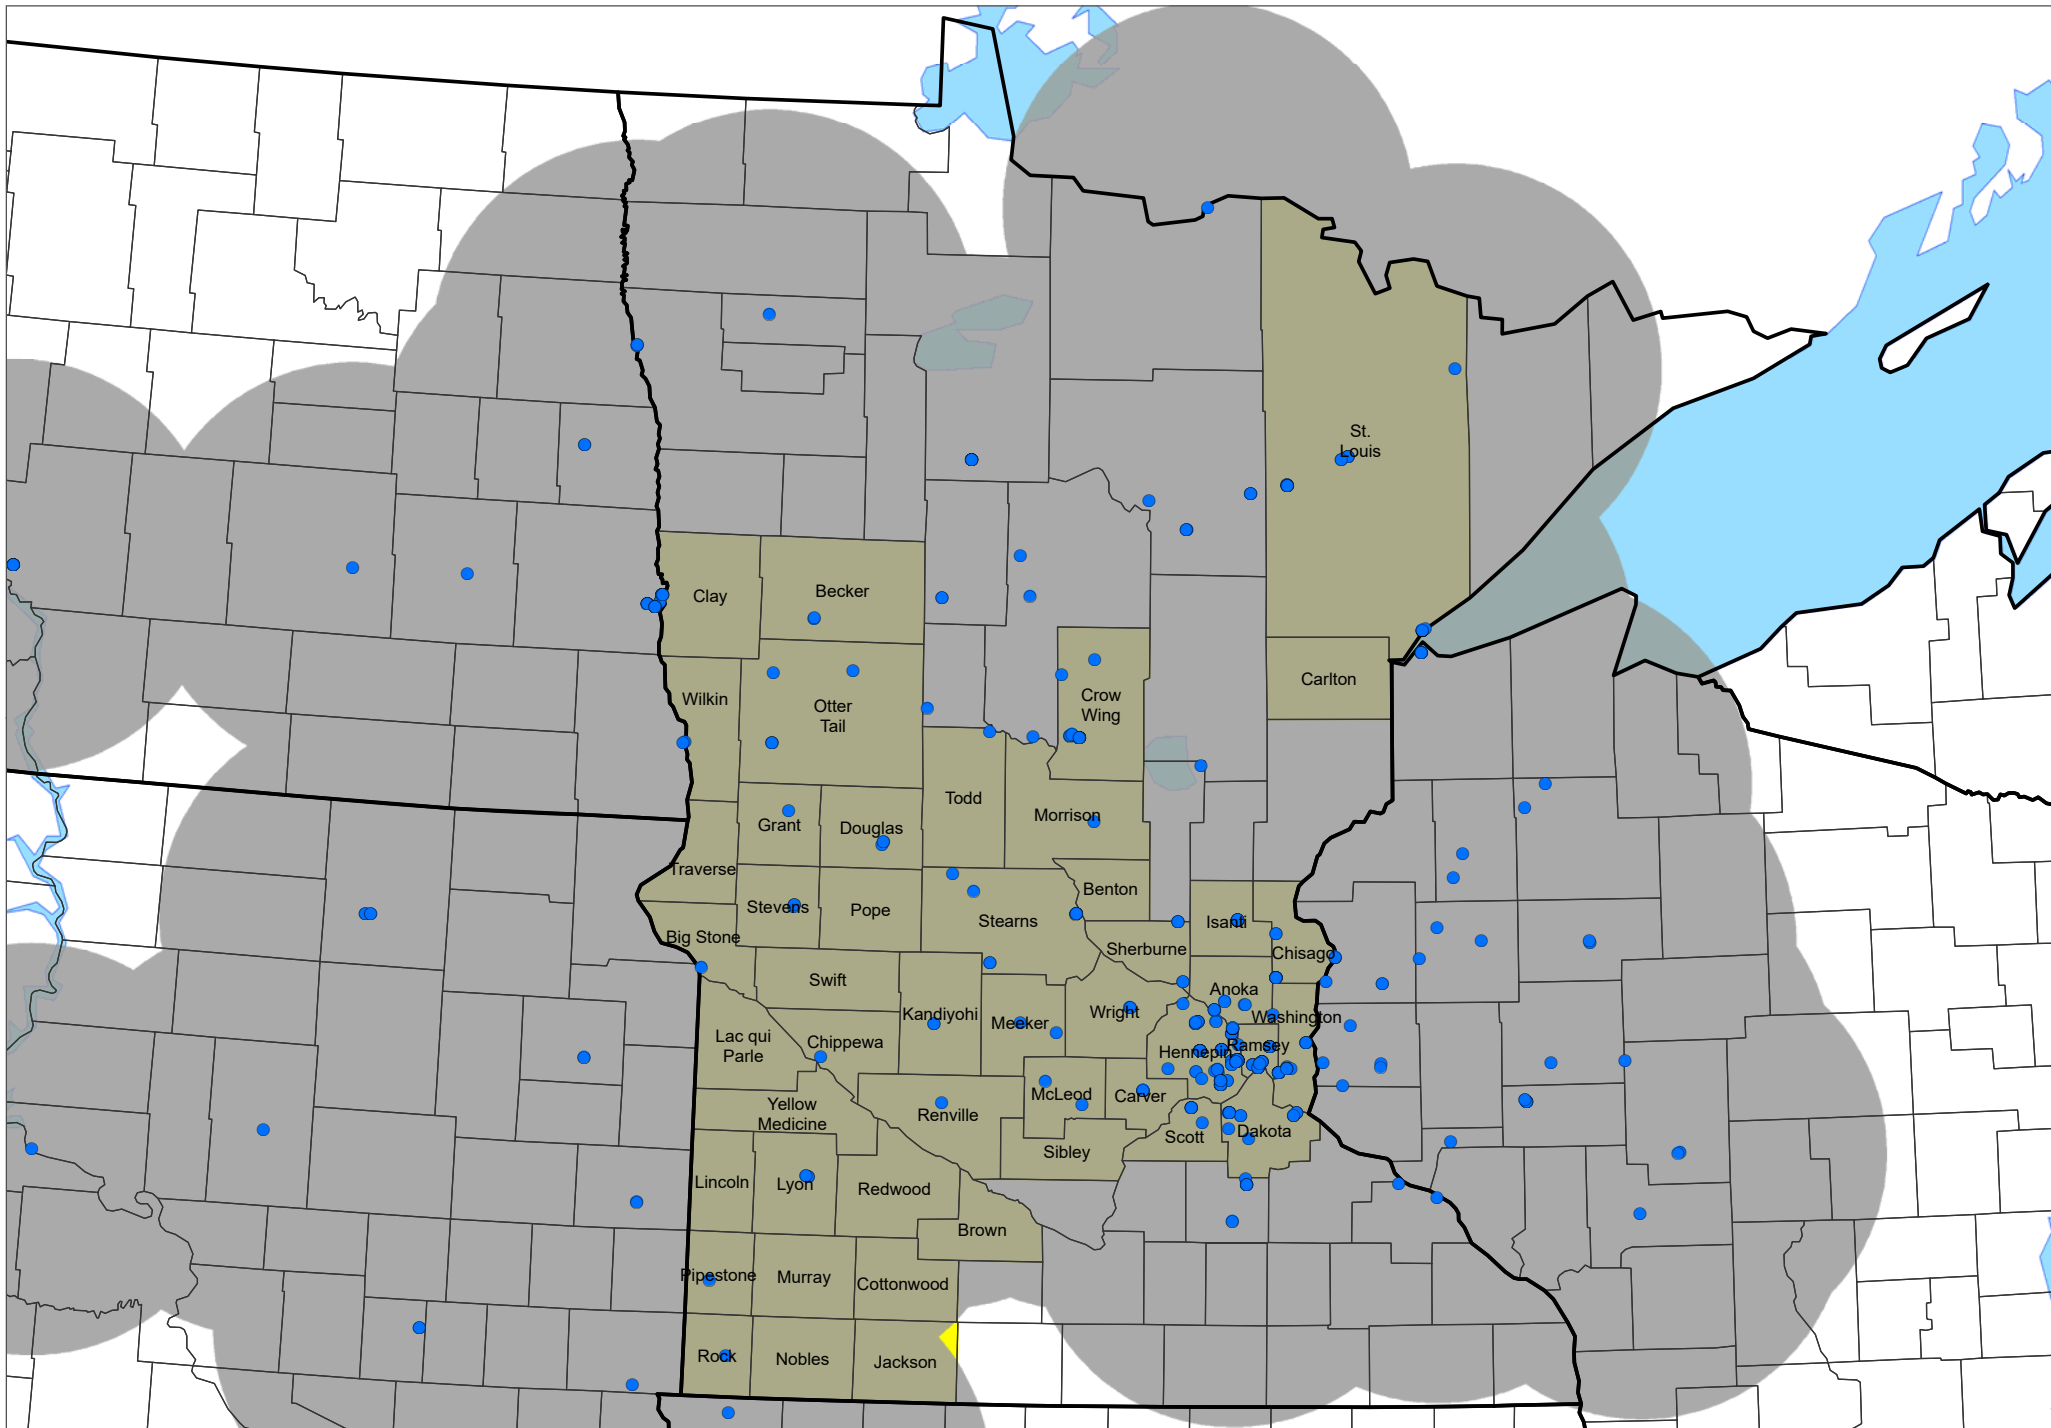 St.
Louis
Clay
Becker
Carlton
Wilkin
Otter
Tail
Crow
Wing
Todd
Morrison
Grant
Douglas
Traverse
Benton
Stevens
Pope
Stearns
Isanti
Big Stone
Sherburne
Chisago
Swift
Anoka
Kandiyohi
Meeker
Wright
Washington
Lac qui
Parle
Chippewa
Hennepin
Ramsey
McLeod
Carver
Yellow
Medicine
Renville
Scott
Dakota
Sibley
Lincoln
Lyon
Redwood
Brown
Pipestone
Murray
Cottonwood
Rock
Nobles
Jackson